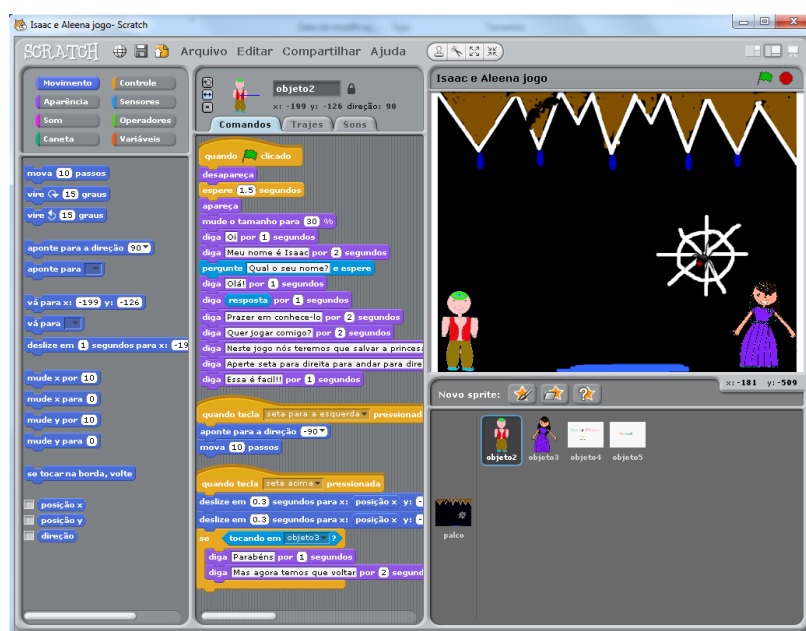 Isaac e Aleena jogo- Scratch
SCRATCH Arquivo Editar Compartilhar Ajuda
Movimento Controle
Aparência Sensores
Som Operadores
Caneta Variáveis
mova 10 passos
vire 15 graus
vire 15 graus
aponte para a direção 90
aponte para
vá para x: -199 y: -126
vá para
deslize em 1 segundos para x: -19
mude x por 10
mude x para 0
mude y por 10
mude y para 0
se tocar na borda, volte
posição x
posição y
direção
objeto2
x: -199 y: -126 direção: 90
Comandos Trajes Sons
quando clicado
desapareça
espere 1.5 segundos
apareça
mude o tamanho para 30 %
diga Oi por 1 segundos
diga Meu nome é Isaac por 2 segundos
pergunte Qual o seu nome? e espere
diga Olá! por 1 segundos
diga resposta por 1 segundos
diga Prazer em conhece-lo por 2 segundos
diga Quer jogar comigo? por 2 segundos
diga Neste jogo nós teremos que salvar a princesa
diga Aperte seta para direita para andar para dire
diga Essa é facil!! por 1 segundos
quando tecla seta para a esquerda pressionad
aponte para a direção -90
mova 10 passos
quando tecla seta acima pressionada
deslize em 0.3 segundos para x: posição x y:
deslize em 0.3 segundos para x: posição x y:
se tocando em objeto3 ?
diga Parabéns por 1 segundos
diga Mas agora temos que voltar por 2 segund
Isaac e Aleena jogo
x: -181 y: -509
Novo sprite:
objeto2 objeto3 objeto4 objeto5
palco